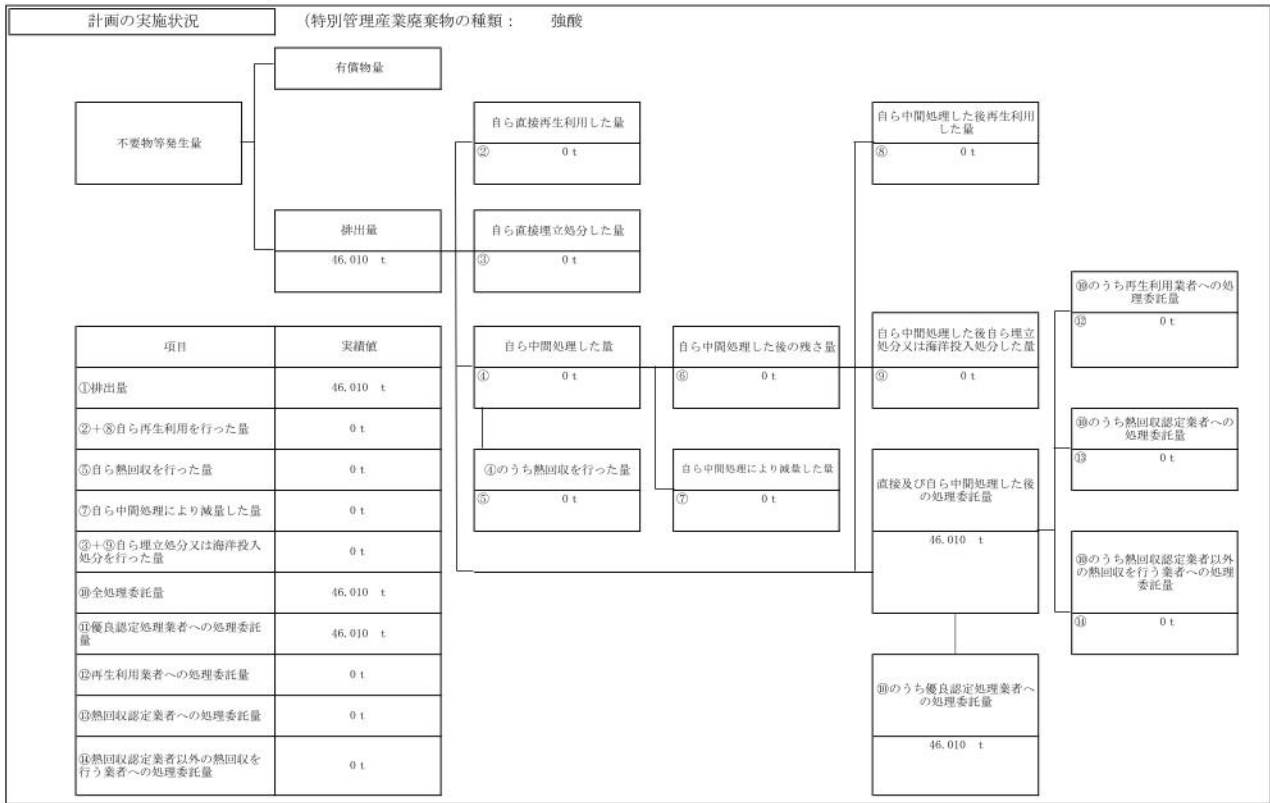 計画の実施状況
(特別管理産業廃棄物の種類： 強酸
有償物量
不要物等発生量
自ら直接再生利用した量
② 0 t
自ら中間処理した後再生利用
した量
⑧ 0 t
排出量
46.010 t
自ら直接埋立処分した量
③ 0 t
⑩のうち再生利用業者への処
理委託量
⑫ 0 t
自ら中間処理した量
④ 0 t
自ら中間処理した後の残さ量
⑥ 0 t
自ら中間処理した後自ら埋立
処分又は海洋投入処分した量
⑨ 0 t
⑩のうち熱回収認定業者への
処理委託量
⑬ 0 t
④のうち熱回収を行った量
⑤ 0 t
自ら中間処理により減量した量
⑦ 0 t
直接及び自ら中間処理した後
の処理委託量
46.010 t
⑩のうち熱回収認定業者以外
の熱回収を行う業者への処理
委託量
⑭ 0 t
⑩のうち優良認定処理業者へ
の処理委託量
46.010 t
項目 実績値
①排出量 46.010 t
②＋⑧自ら再生利用を行った量 0 t
⑤自ら熱回収を行った量 0 t
⑦自ら中間処理により減量した量 0 t
③＋⑨自ら埋立処分又は海洋投入
処分を行った量 0 t
⑩全処理委託量 46.010 t
⑪優良認定処理業者への処理委託
量 46.010 t
⑫再生利用業者への処理委託量 0 t
⑬熱回収認定業者への処理委託量 0 t
⑭熱回収認定業者以外の熱回収を
行う業者への処理委託量 0 t